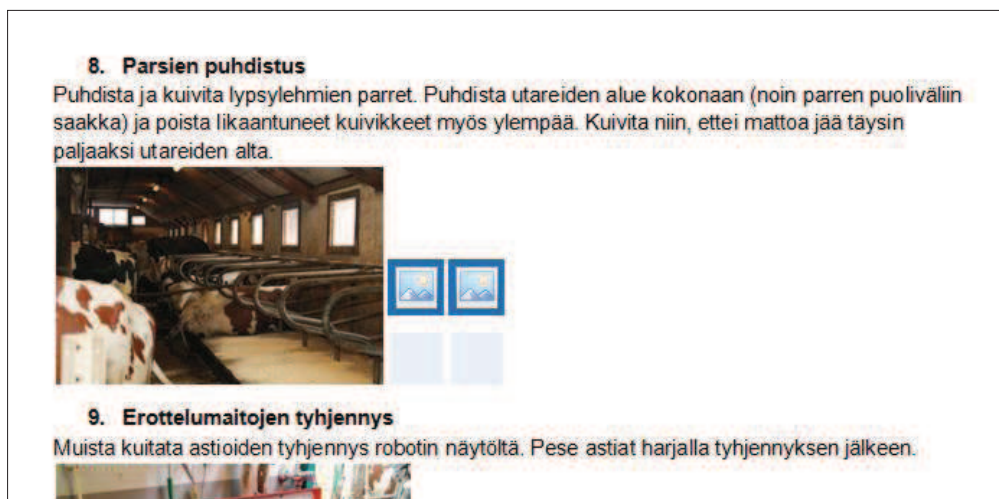 8. Parsien puhdistus
Puhdista ja kuivita lypsylehmien parret. Puhdista utareiden alue kokonaan (noin parren puoliväliin
saakka) ja poista likaantuneet kuivikkeet myös ylempää. Kuivita niin, ettei mattoa jää täysin
paljaaksi utareiden alta.
9. Erottelumaitojen tyhjennys
Muista kuitata astioiden tyhjennys robotin näytöltä. Pese astiat harjalla tyhjennyksen jälkeen.